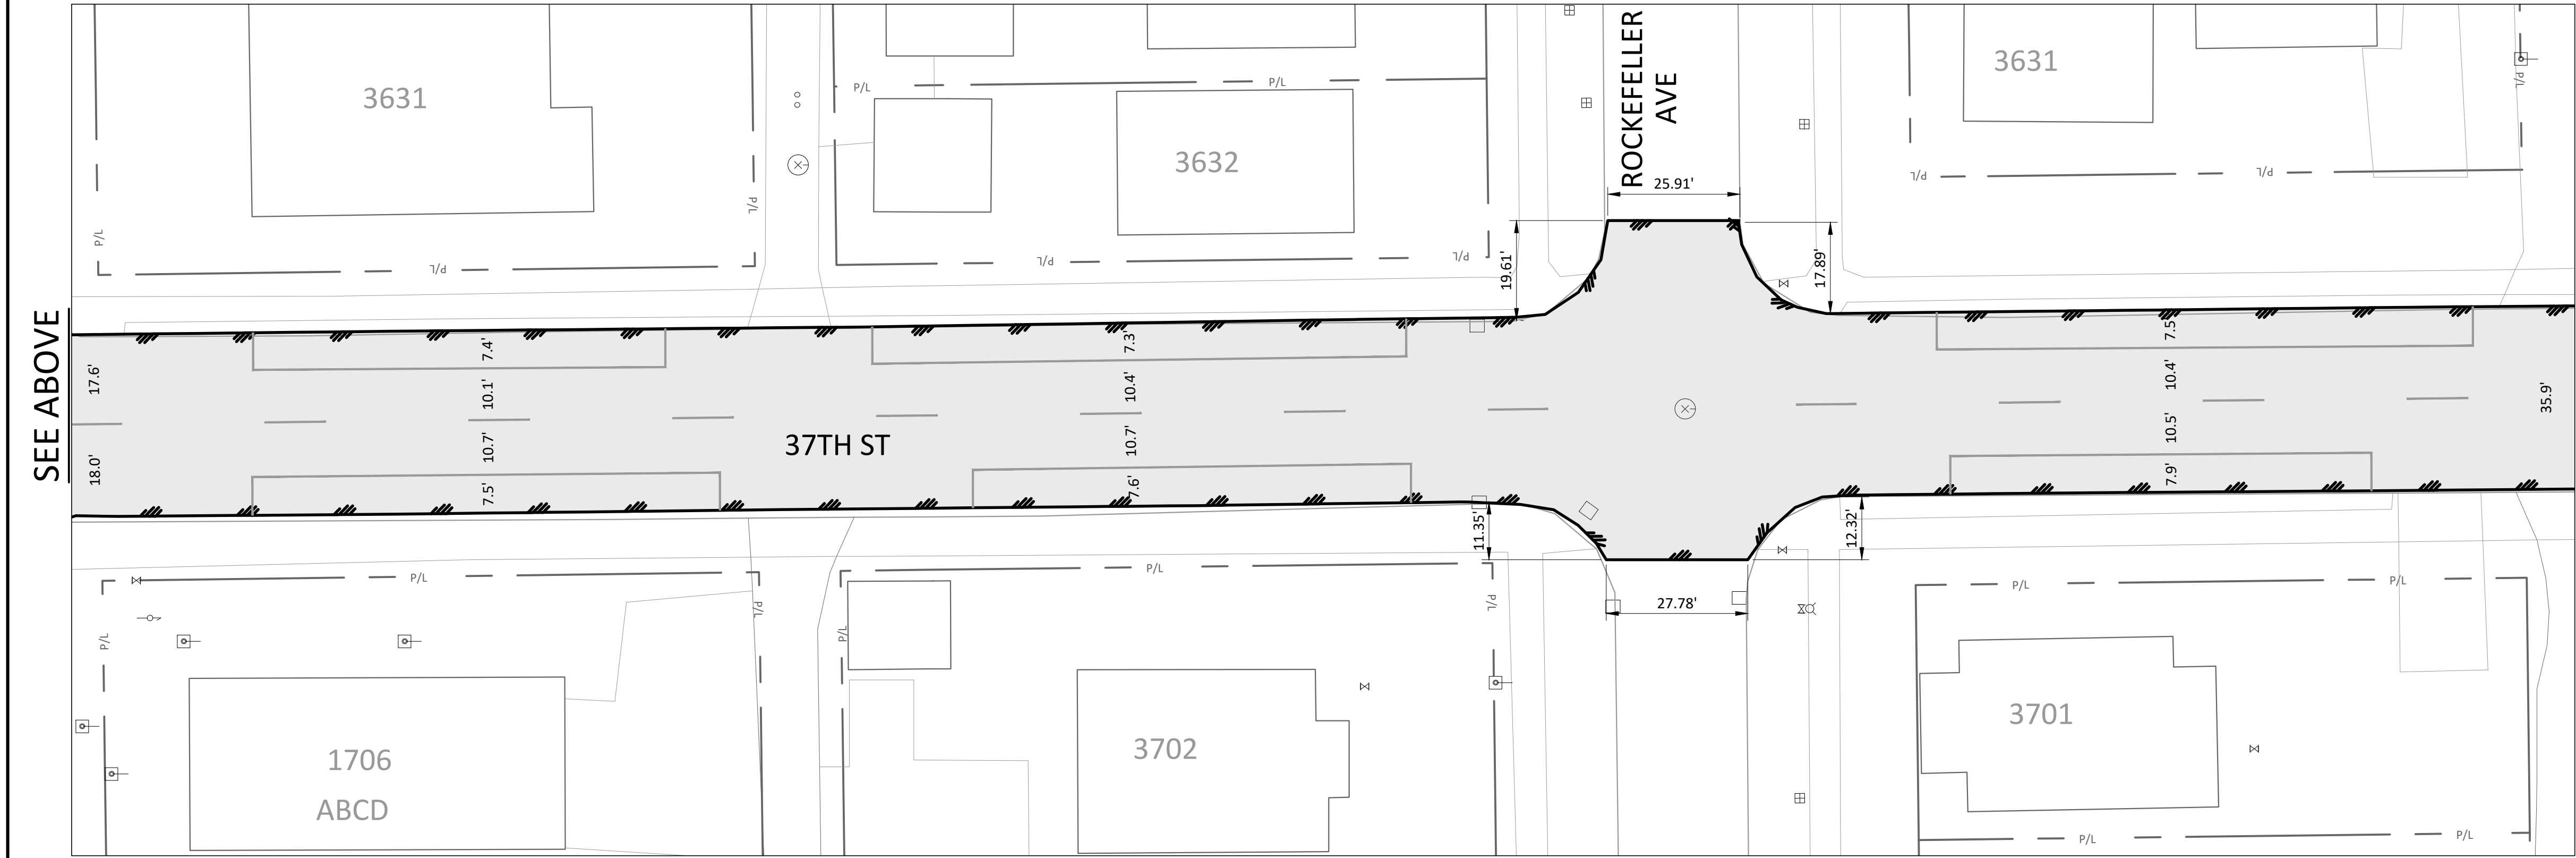 SEE ABOVE
3631
3632
ROCKEFELLER
AVE
3631
P/L
P/L
P/L
P/L
P/L
P/L
P/L
P/L
P/L
P/L
25.91'
19.61'
17.89'
17.6'
18.0'
7.4'
10.1'
10.7'
7.5'
37TH ST
7.3'
10.4'
10.7'
7.6'
7.5'
10.4'
10.5'
7.9'
35.9'
11.35'
12.32'
27.78'
P/L
P/L
P/L
P/L
P/L
P/L
P/L
P/L
P/L
P/L
1706
ABCD
3702
3701